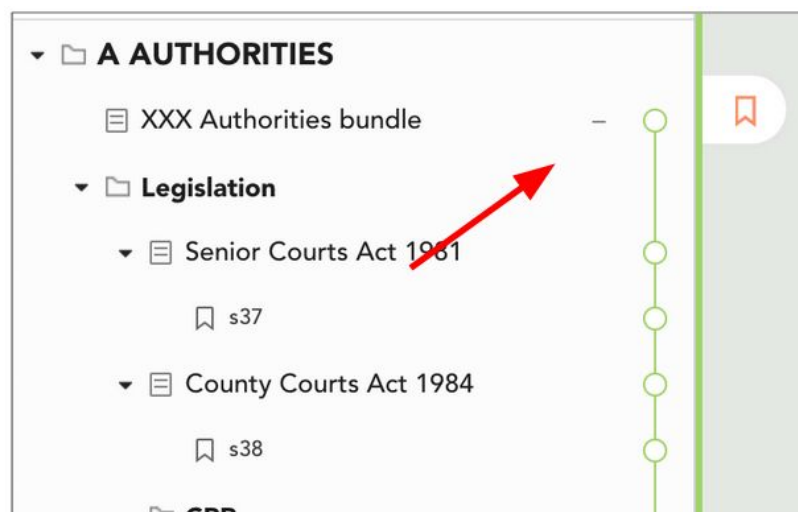 A AUTHORITIES
XXX Authorities bundle –
Legislation
Senior Courts Act 1981
s37
County Courts Act 1984
s38